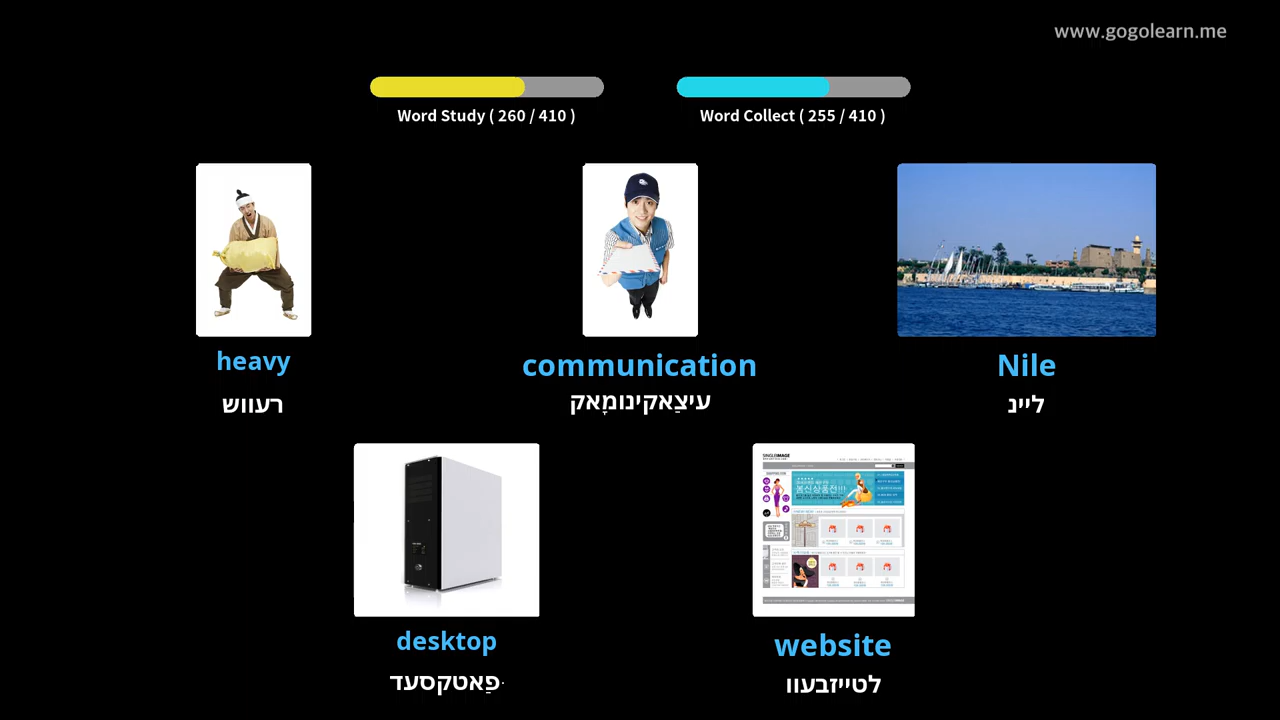 www.gogolearn.me
Word Study ( 260 / 410 )
Word Collect ( 255 / 410 )
heavy
רעווש
communication
עיצַאקינומָאק
Nile
ליינ
desktop
פַאטקסעד
website
לטייזבעוו